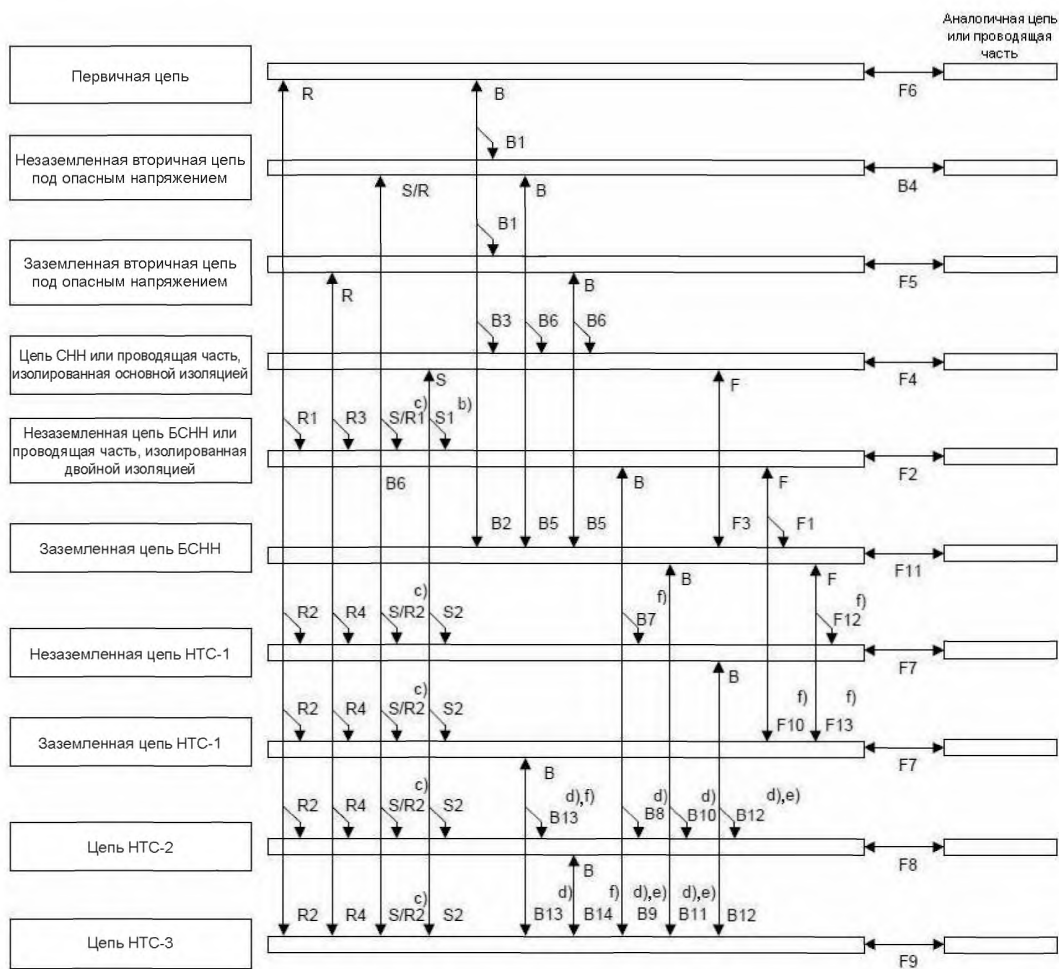 Аналогичная цепь
или проводящая
часть
Первичная цепь
R
B
F6
Незаземленная вторичная цепь
под опасным напряжением
B1
S/R
B
B4
Заземленная вторичная цепь
под опасным напряжением
B1
R
B
F5
Цепь СНН или проводящая часть,
изолированная основной изоляцией
B3
B6
B6
S
F
F4
Незаземленная цепь БСНН или
проводящая часть, изолированная
двойной изоляцией
R1
R3
S/R1
c)
S1
b)
B6
B
F
F2
Заземленная цепь БСНН
B2
B5
B5
F3
F1
B
F
F11
Незаземленная цепь НТС-1
R2
R4
S/R2
c)
S2
B7
f)
F12
f)
B
F7
Заземленная цепь НТС-1
R2
R4
S/R2
c)
S2
F10
f)
F13
f)
B
F7
Цепь НТС-2
R2
R4
S/R2
c)
S2
B13
d),f)
B8
d)
B10
d)
B12
d),e)
B
F8
Цепь НТС-3
R2
R4
S/R2
c)
S2
B13
d)
B14
f)
B9
d),e)
B11
d),e)
B12
F9